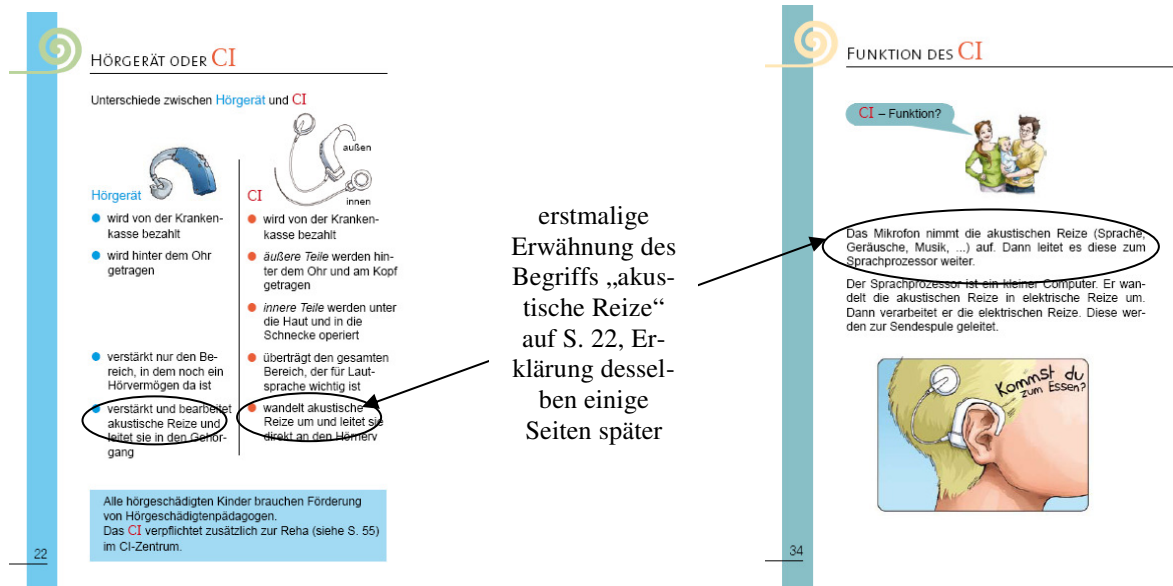 HÖRGERÄT ODER CI
Unterschiede zwischen Hörgerät und CI
außen
innen
Hörgerät
wird von der Kranken-
kasse bezahlt
wird hinter dem Ohr
getragen
verstärkt nur den Be-
reich, in dem noch ein
Hörvermögen da ist
verstärkt und bearbeitet
akustische Reize und
leitet sie in den Gehör-
gang
CI
wird von der Kranken-
kasse bezahlt
äußere Teile werden hin-
ter dem Ohr und am Kopf
getragen
innere Teile werden unter
die Haut und in die
Schnecke operiert
überträgt den gesamten
Bereich, der für Laut-
sprache wichtig ist
wandelt akustische
Reize um und leitet sie
direkt an den Hörnerv
Alle hörgeschädigten Kinder brauchen Förderung
von Hörgeschädigtenpädagogen.
Das CI verpflichtet zusätzlich zur Reha (siehe S. 55)
im CI-Zentrum.
22
erstmalige
Erwähnung des
Begriffs „akus-
tische Reize“
auf S. 22, Er-
klärung dessel-
ben einige
Seiten später
FUNKTION DES CI
CI – Funktion?
Das Mikrofon nimmt die akustischen Reize (Sprache,
Geräusche, Musik, ...) auf. Dann leitet es diese zum
Sprachprozessor weiter.
Der Sprachprozessor ist ein kleiner Computer. Er wan-
delt die akustischen Reize in elektrische Reize um.
Dann verarbeitet er die elektrischen Reize. Diese wer-
den zur Sendespule geleitet.
Kommst du
zum Essen?
34